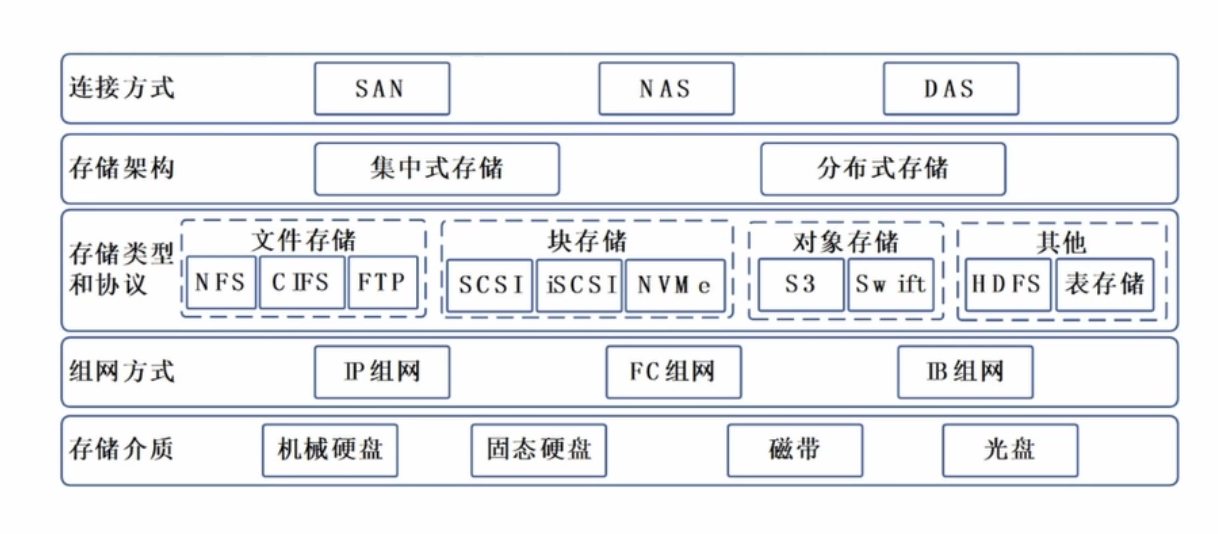 连接方式 SAN NAS DAS
存储架构 集中式存储 分布式存储
文件存储 块存储 对象存储 其他
存储类型
和协议
NFS CIFS FTP SCSI iSCSI NVMe S3 Swift HDFS 表存储
组网方式 IP组网 FC组网 IB组网
存储介质 机械硬盘 固态硬盘 磁带 光盘